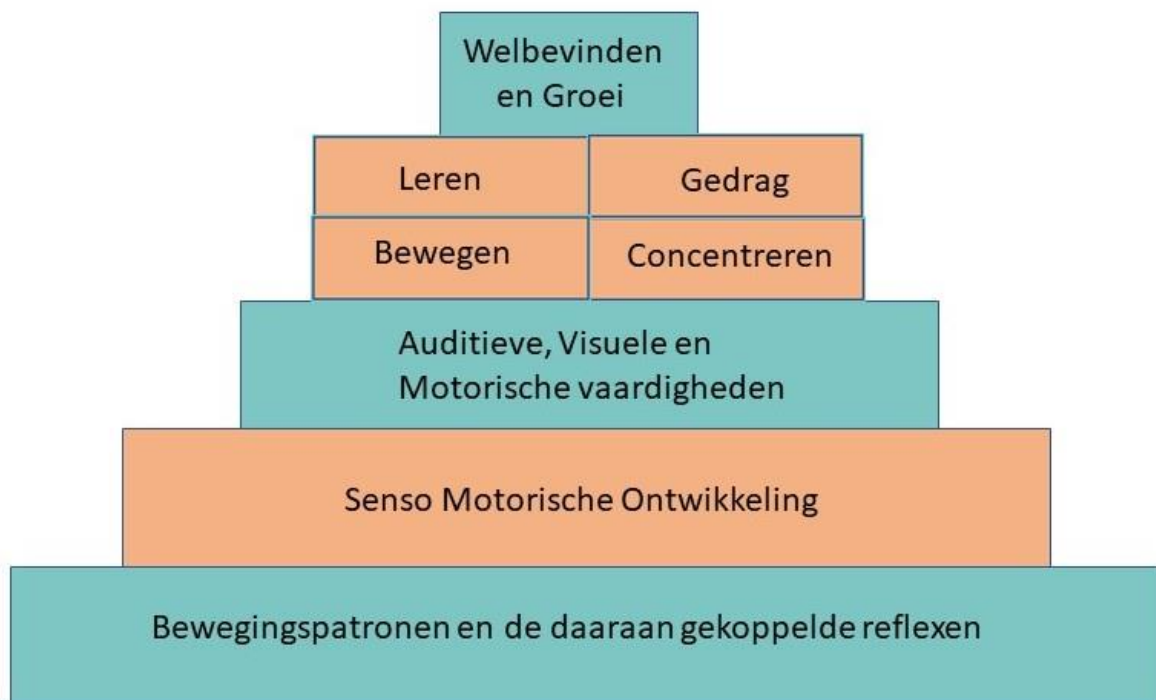 Welbevinden
en Groei
Leren
Gedrag
Bewegen
Concentreren
Auditieve, Visuele en
Motorische vaardigheden
Senso Motorische Ontwikkeling
Bewegingspatronen en de daaraan gekoppelde reflexen